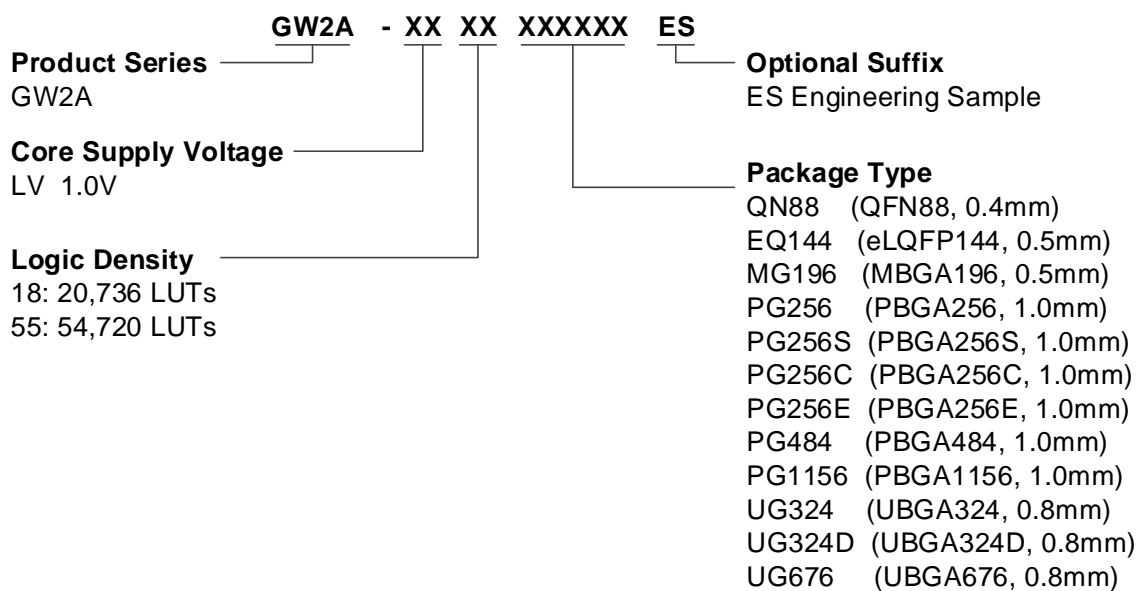 GW2A - XX XX XXXXXX ES
Product Series
GW2A
Core Supply Voltage
LV 1.0V
Logic Density
18: 20,736 LUTs
55: 54,720 LUTs
Optional Suffix
ES Engineering Sample
Package Type
QN88 (QFN88, 0.4mm)
EQ144 (eLQFP144, 0.5mm)
MG196 (MBGA196, 0.5mm)
PG256 (PBGA256, 1.0mm)
PG256S (PBGA256S, 1.0mm)
PG256C (PBGA256C, 1.0mm)
PG256E (PBGA256E, 1.0mm)
PG484 (PBGA484, 1.0mm)
PG1156 (PBGA1156, 1.0mm)
UG324 (UBGA324, 0.8mm)
UG324D (UBGA324D, 0.8mm)
UG676 (UBGA676, 0.8mm)